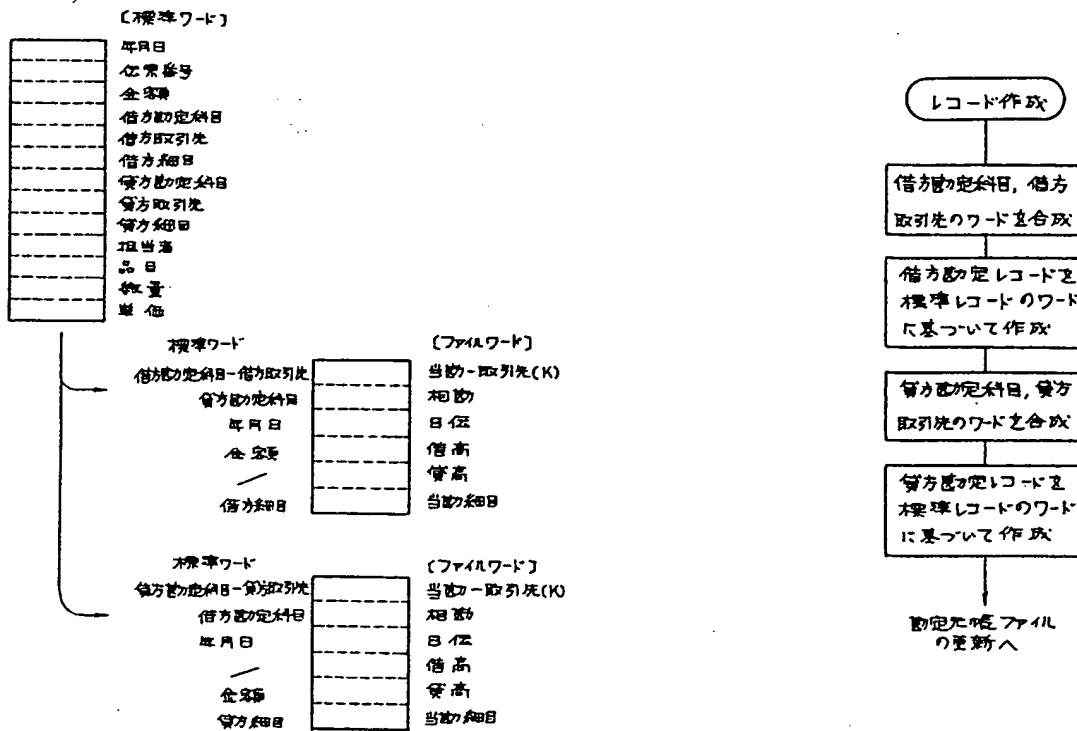 〔標準ワード〕
年月日
伝票番号
金額
借方勘定科目
借方取引先
借方細目
貸方勘定科目
貸方取引先
貸方細目
担当者
品目
数量
単価
標準ワード
〔ファイルワード〕
借方勘定科目-借方取引先
当勘-取引先(K)
貸方勘定科目
相勘
年月日
日伝
金額
借高
/
貸高
借方細目
当勘細目
標準ワード
〔ファイルワード〕
貸方勘定科目-貸方取引先
当勘-取引先(K)
借方勘定科目
相勘
年月日
日伝
/
借高
金額
貸高
貸方細目
当勘細目
レコード作成
借方勘定科目,借方
取引先のワードを合成
借方勘定レコードを
標準レコードのワード
に基づいて作成
貸方勘定科目,貸方
取引先のワードを合成
貸方勘定レコードを
標準レコードのワード
に基づいて作成
勘定元帳ファイル
の更新へ